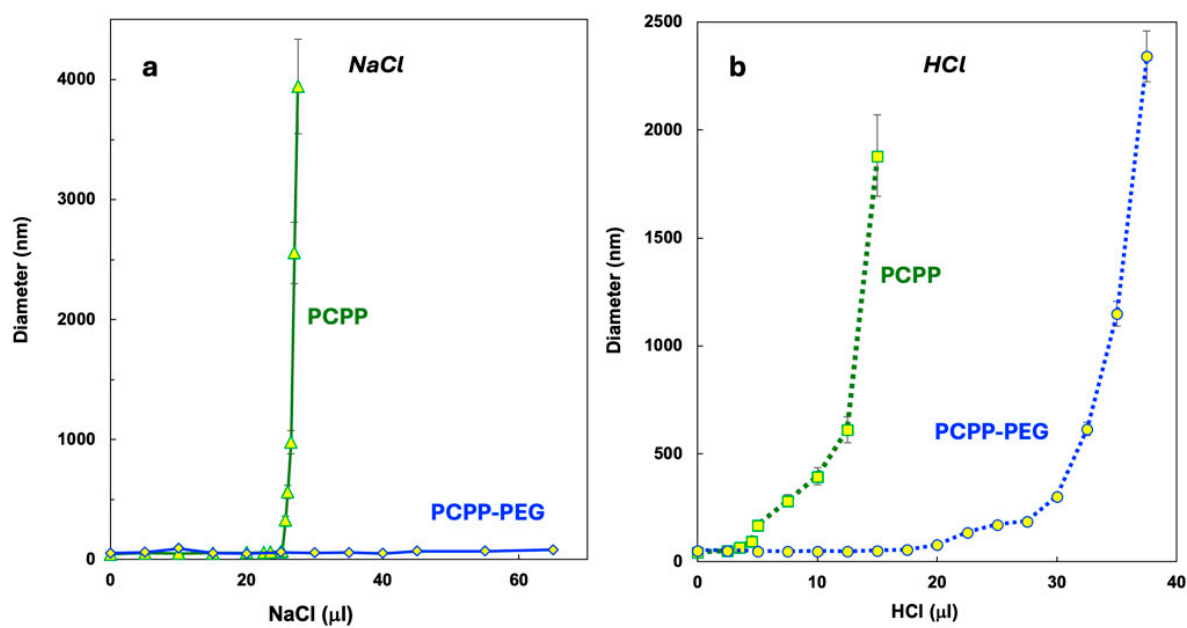 a
NaCl
4000
3000
2000
1000
0
Diameter (nm)
PCPP
PCPP-PEG
0
20
40
60
NaCl (μl)
b
HCl
2500
2000
1500
1000
500
0
Diameter (nm)
PCPP
PCPP-PEG
0
10
20
30
40
HCl (μl)